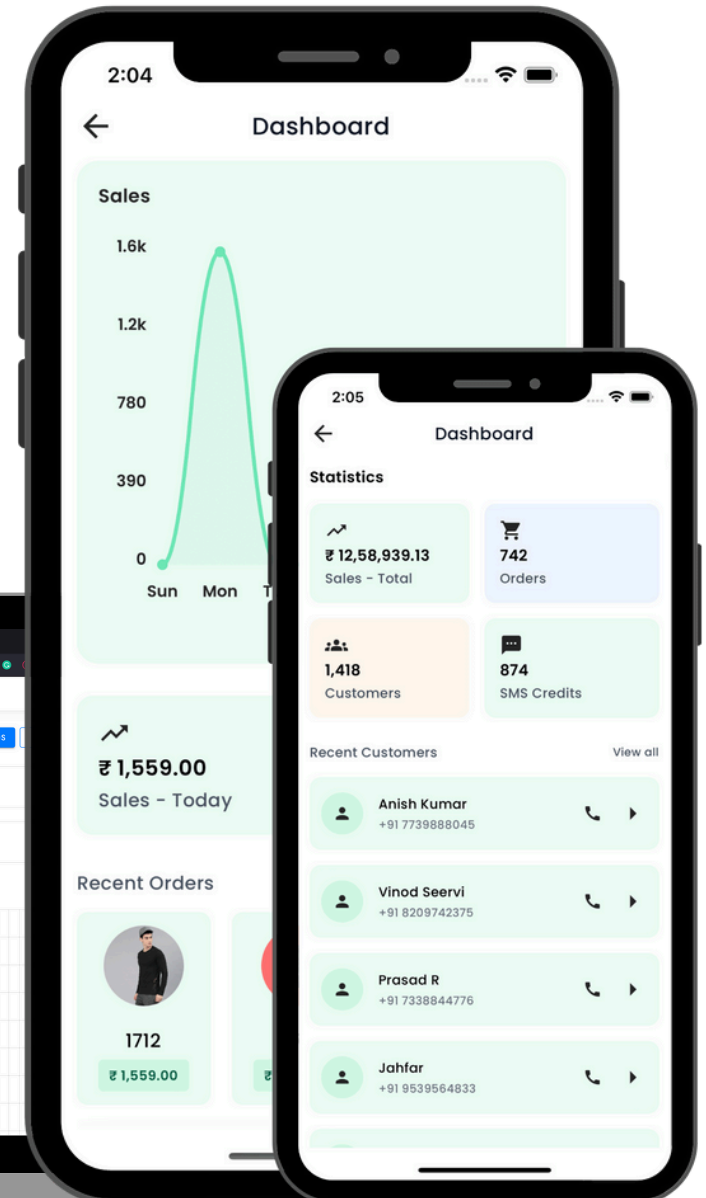 2:04
Dashboard
Sales
1.6k
1.2k
780
390
0
Sun Mon T
₹ 1,559.00
Sales - Today
Recent Orders
1712
₹ 1,559.00
₹
2:05
Dashboard
Statistics
₹ 12,58,939.13
Sales - Total
742
Orders
1,418
Customers
874
SMS Credits
Recent Customers View all
Anish Kumar
+91 7739888045
Vinod Seervi
+91 8209742375
Prasad R
+91 7338844776
Jahfar
+91 9539564833
s